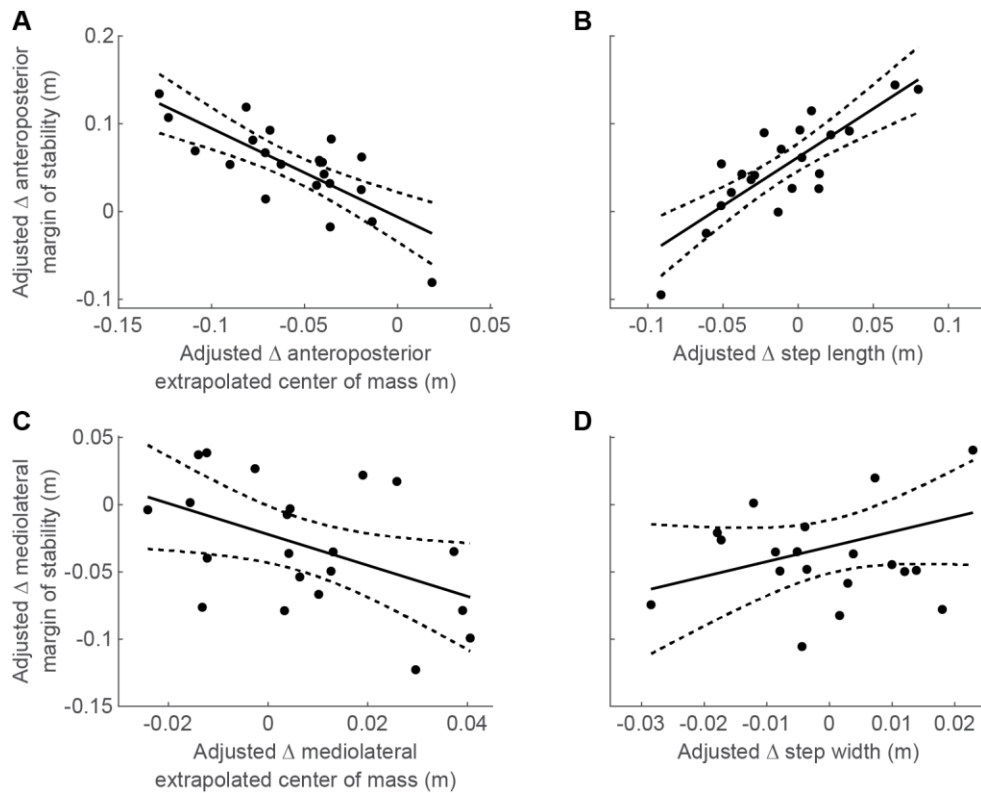 A
B
Adjusted Δ anteroposterior
margin of stability (m)
0.2
0.1
0
-0.1
-0.15
-0.1
-0.05
0
0.05
Adjusted Δ anteroposterior
extrapolated center of mass (m)
-0.1
-0.05
0
0.05
0.1
Adjusted Δ step length (m)
C
D
Adjusted Δ mediolateral
margin of stability (m)
0.05
0
-0.05
-0.1
-0.15
-0.02
0
0.02
0.04
Adjusted Δ mediolateral
extrapolated center of mass (m)
-0.03
-0.02
-0.01
0
0.01
0.02
Adjusted Δ step width (m)